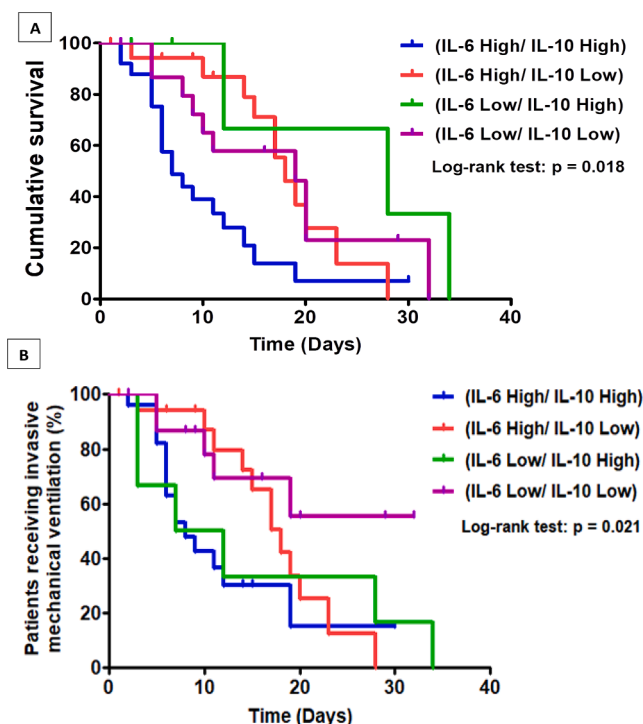 A
(IL-6 High/ IL-10 High)
(IL-6 High/ IL-10 Low)
(IL-6 Low/ IL-10 High)
(IL-6 Low/ IL-10 Low)
Log-rank test: p = 0.018
Cumulative survival
100
80
60
40
20
0
0 10 20 30 40
Time (Days)
B
(IL-6 High/ IL-10 High)
(IL-6 High/ IL-10 Low)
(IL-6 Low/ IL-10 High)
(IL-6 Low/ IL-10 Low)
Log-rank test: p = 0.021
Patients receiving invasive
mechanical ventilation (%)
100
80
60
40
20
0
0 10 20 30 40
Time (Days)